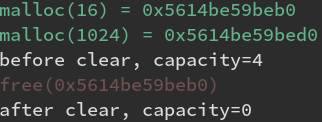 malloc(16) = 0x5614be59beb0
malloc(1024) = 0x5614be59bed0
before clear, capacity=4
free(0x5614be59beb0)
after clear, capacity=0